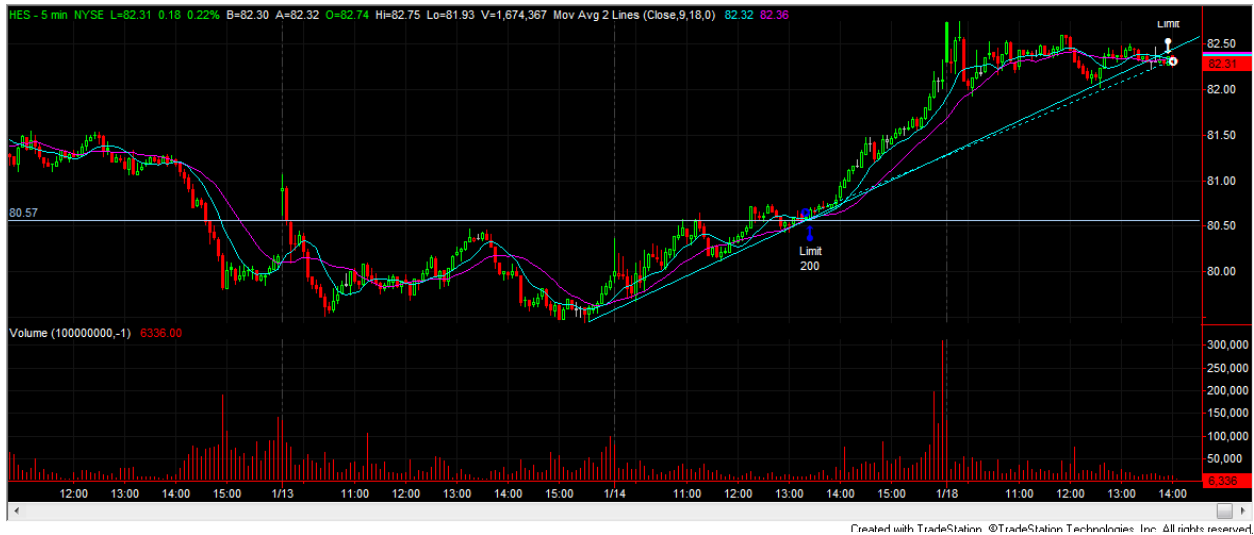 HES - 5 min NYSE L=82.31 0.18 0.22% B=82.30 A=82.32 O=82.74 Hi=82.75 Lo=81.93 V=1,674,367 Mov Avg 2 Lines (Close,9,18,0) 82.32 82.36
Limit
82.50
82.31
82.00
81.50
81.00
80.57
80.50
Limit
200
80.00
Volume (100000000,-1) 6336.00
300,000
250,000
200,000
150,000
100,000
50,000
6,336
12:00 13:00 14:00 15:00 1/13 11:00 12:00 13:00 14:00 15:00 1/14 11:00 12:00 13:00 14:00 15:00 1/18 11:00 12:00 13:00 14:00
Created with TradeStation. ©TradeStation Technologies, Inc. All rights reserved.